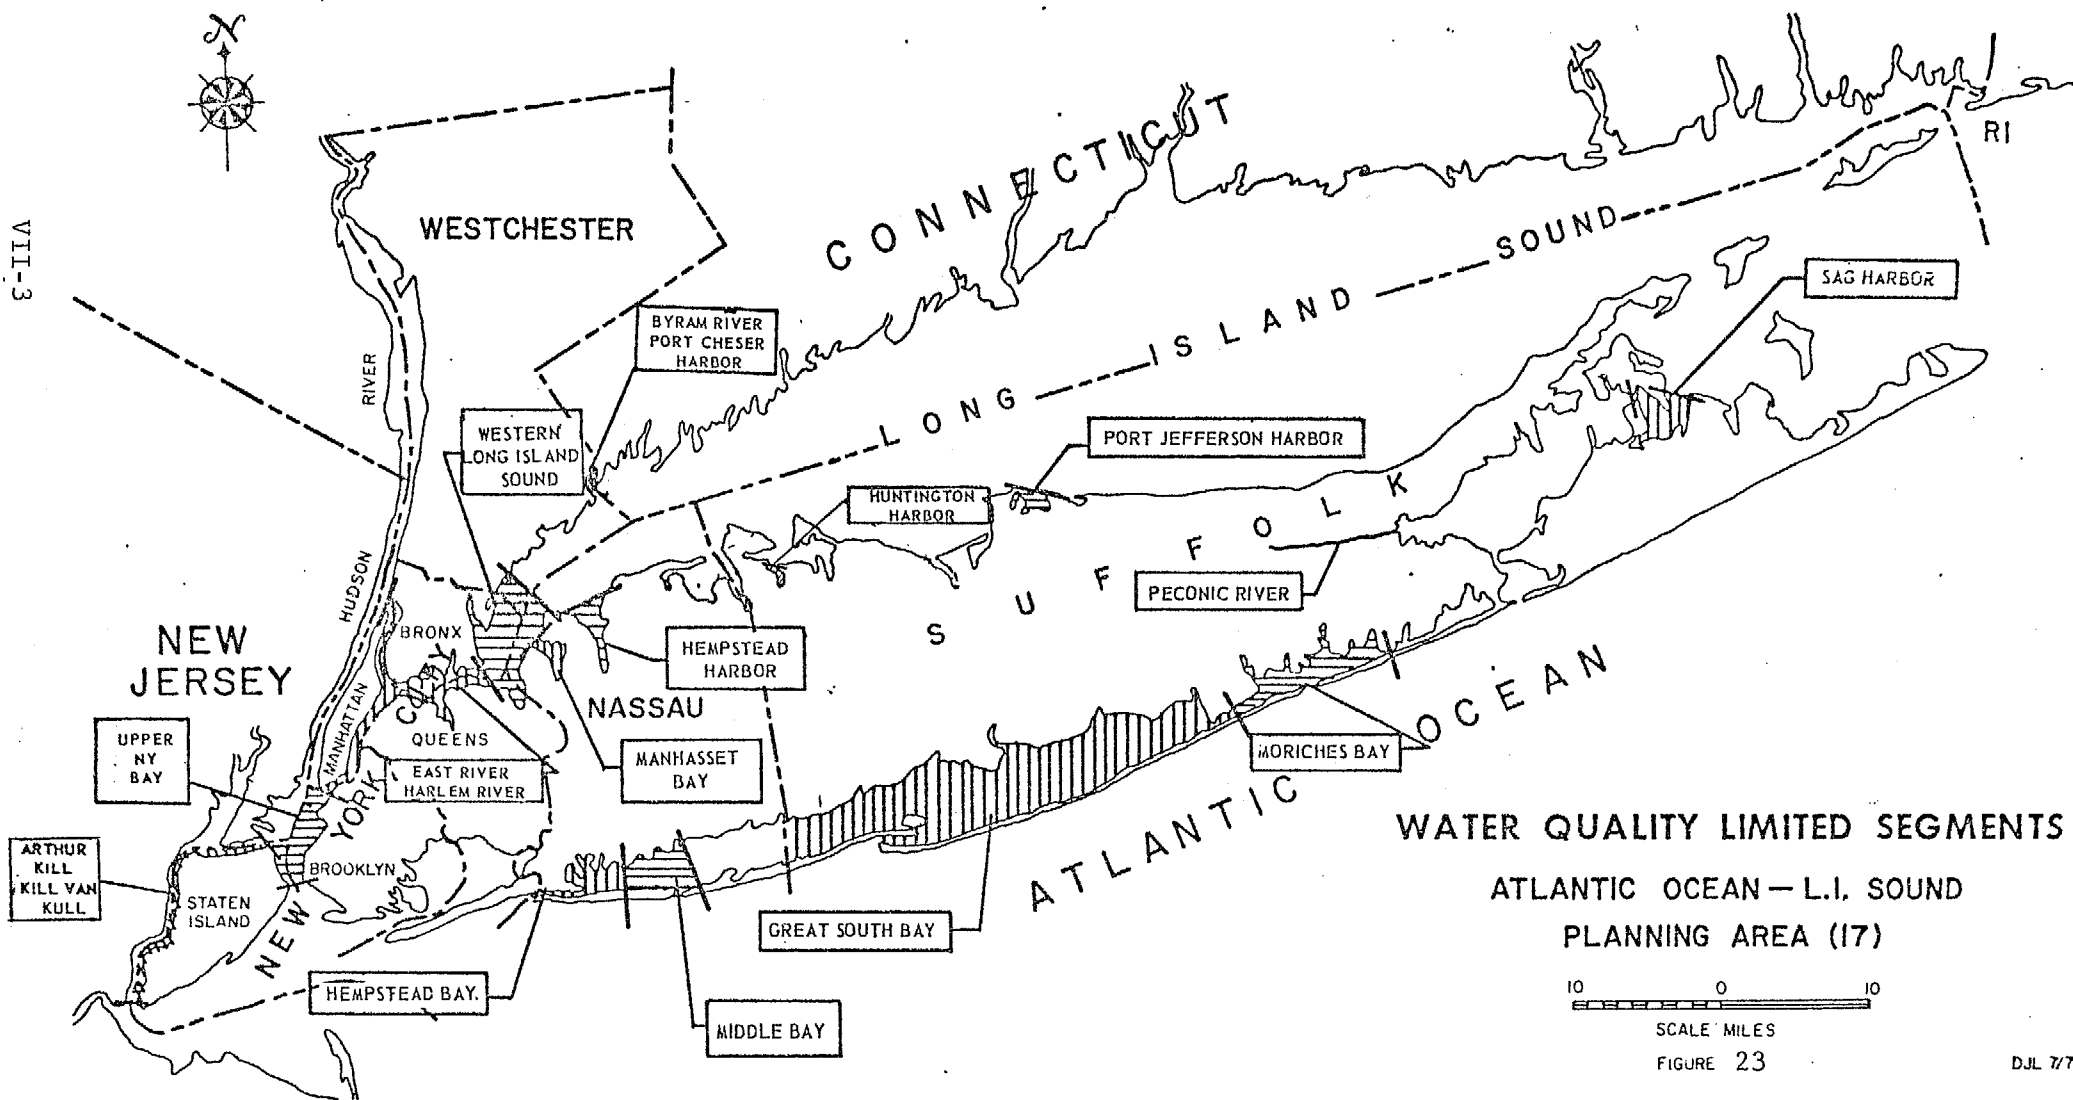 N
VII-3
WESTCHESTER
CONNECTICUT
RI
LONG ISLAND SOUND
SAG HARBOR
BYRAM RIVER
PORT CHESER
HARBOR
WESTERN
LONG ISLAND
SOUND
PORT JEFFERSON HARBOR
HUNTINGTON
HARBOR
HUDSON RIVER
SUFFOLK
PECONIC RIVER
NEW
JERSEY
BRONX
HEMPSTEAD
HARBOR
MANHATTAN
NASSAU
QUEENS
UPPER
NY
BAY
EAST RIVER
HARLEM RIVER
MANHASSET
BAY
MORICHES BAY
NEW YORK CITY
BROOKLYN
ARTHUR
KILL
KILL VAN
KULL
STATEN
ISLAND
GREAT SOUTH BAY
ATLANTIC OCEAN
HEMPSTEAD BAY.
MIDDLE BAY
WATER QUALITY LIMITED SEGMENTS
ATLANTIC OCEAN — L.I. SOUND
PLANNING AREA (17)
10 0 10
SCALE MILES
FIGURE 23
DJL 7/7